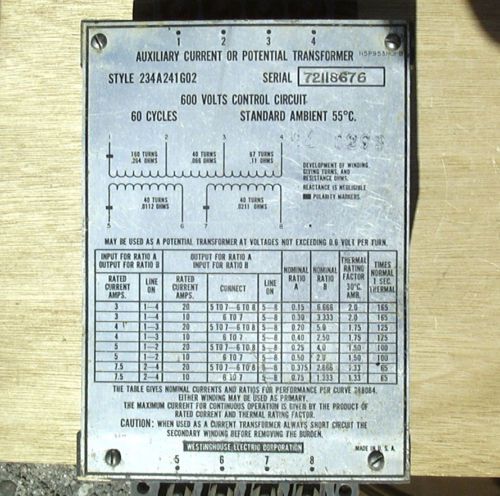 1 2 3 4
AUXILIARY CURRENT OR POTENTIAL TRANSFORMER
STYLE 234A241G02 SERIAL 72118676
600 VOLTS CONTROL CIRCUIT
60 CYCLES STANDARD AMBIENT 55°C.
1 2 3 4
160 TURNS 40 TURNS 67 TURNS
.264 OHMS .066 OHMS .11 OHMS
DEVELOPMENT OF WINDING,
GIVING TURNS, AND
RESISTANCE OHMS.
REACTANCE IS NEGLIGIBLE
POLARITY MARKERS.
40 TURNS 40 TURNS
.0112 OHMS .0211 OHMS
5 6 7 8
MAY BE USED AS A POTENTIAL TRANSFORMER AT VOLTAGES NOT EXCEEDING 0.6 VOLT PER TURN.
INPUT FOR RATIO A OUTPUT FOR RATIO B OUTPUT FOR RATIO A INPUT FOR RATIO B NOMINAL RATIO A NOMINAL RATIO B THERMAL RATING FACTOR 30°C. AMB. TIMES NORMAL 1 SEC. THERMAL
RATED CURRENT AMPS. LINE ON RATED CURRENT AMPS. CONNECT LINE ON
3 1—4 20 5 TO 7—6 TO 8 5—8 0.15 6.666 2.0 165
3 1—4 10 6 TO 7 5—8 0.30 3.333 2.0 165
4 1—3 20 5 TO 7—6 TO 8 5—8 0.20 5.0 1.75 125
4 1—3 10 6 TO 7 5—8 0.40 2.50 1.75 125
5 1—2 20 5 TO 7—6 TO 8 5—8 0.25 4.0 1.50 100
5 1—2 10 6 TO 7 5—8 0.50 2.0 1.50 100
7.5 2—4 20 5 TO 7—6 TO 8 5—8 0.375 2.666 1.33 65
7.5 2—4 10 6 TO 7 5—8 0.75 1.333 1.33 65
THE TABLE GIVES NOMINAL CURRENTS AND RATIOS FOR PERFORMANCE PER CURVE
EITHER WINDING MAY BE USED AS PRIMARY.
THE MAXIMUM CURRENT FOR CONTINUOUS OPERATION IS GIVEN BY THE PRODUCT OF
RATED CURRENT AND THERMAL RATING FACTOR.
CAUTION: WHEN USED AS A CURRENT TRANSFORMER ALWAYS SHORT CIRCUIT THE
SECONDARY WINDING BEFORE REMOVING THE BURDEN.
WESTINGHOUSE ELECTRIC CORPORATION
MADE IN U. S. A.
5 6 7 8